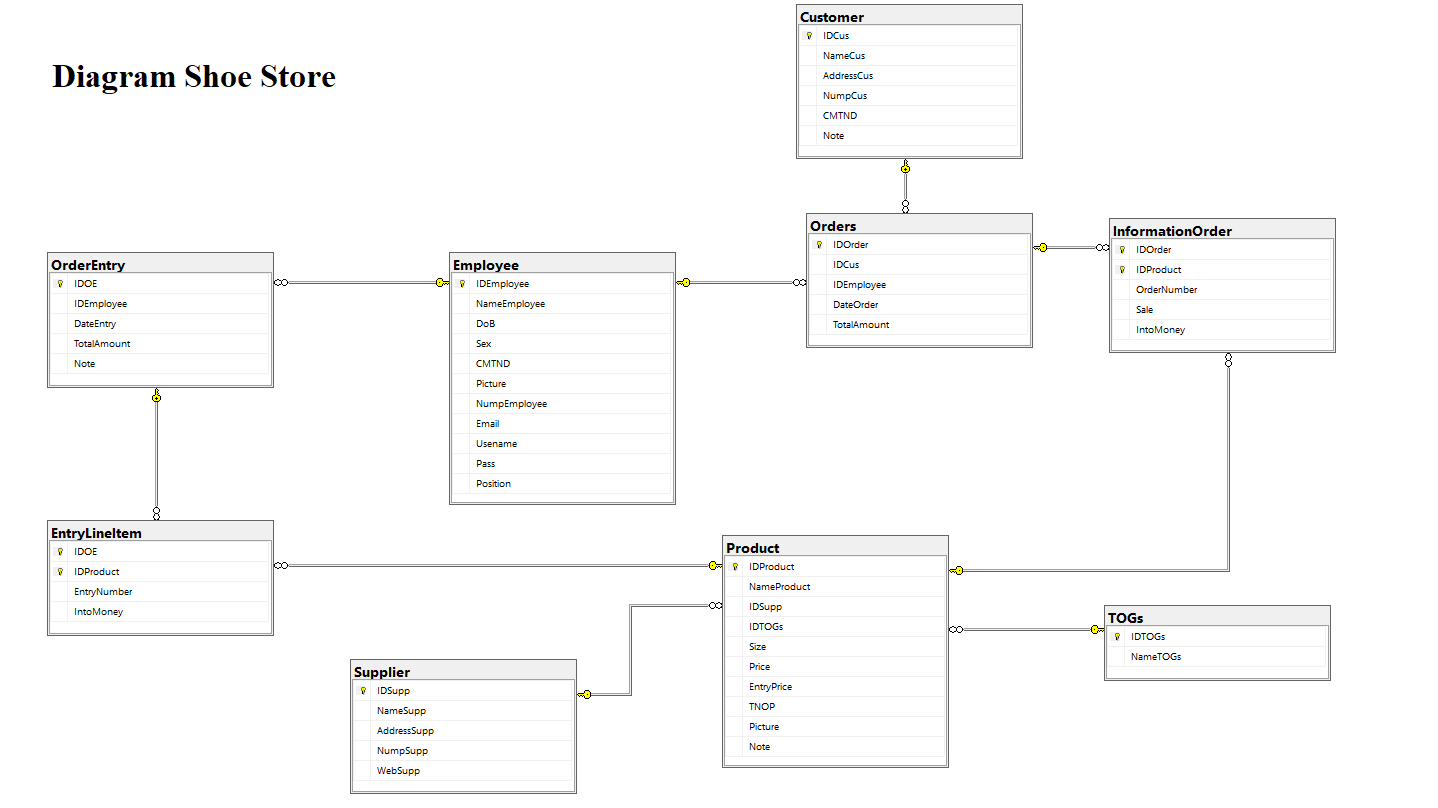 Diagram Shoe Store
Customer
IDCus
NameCus
AddressCus
NumpCus
CMTND
Note
OrderEntry
IDOE
IDEmployee
DateEntry
TotalAmount
Note
Employee
IDEmployee
NameEmployee
DoB
Sex
CMTND
Picture
NumpEmployee
Email
Usename
Pass
Position
Orders
IDOrder
IDCus
IDEmployee
DateOrder
TotalAmount
InformationOrder
IDOrder
IDProduct
OrderNumber
Sale
IntoMoney
EntryLineItem
IDOE
IDProduct
EntryNumber
IntoMoney
Supplier
IDSupp
NameSupp
AddressSupp
NumpSupp
WebSupp
Product
IDProduct
NameProduct
IDSupp
IDTOGs
Size
Price
EntryPrice
TNOP
Picture
Note
TOGs
IDTOGs
NameTOGs